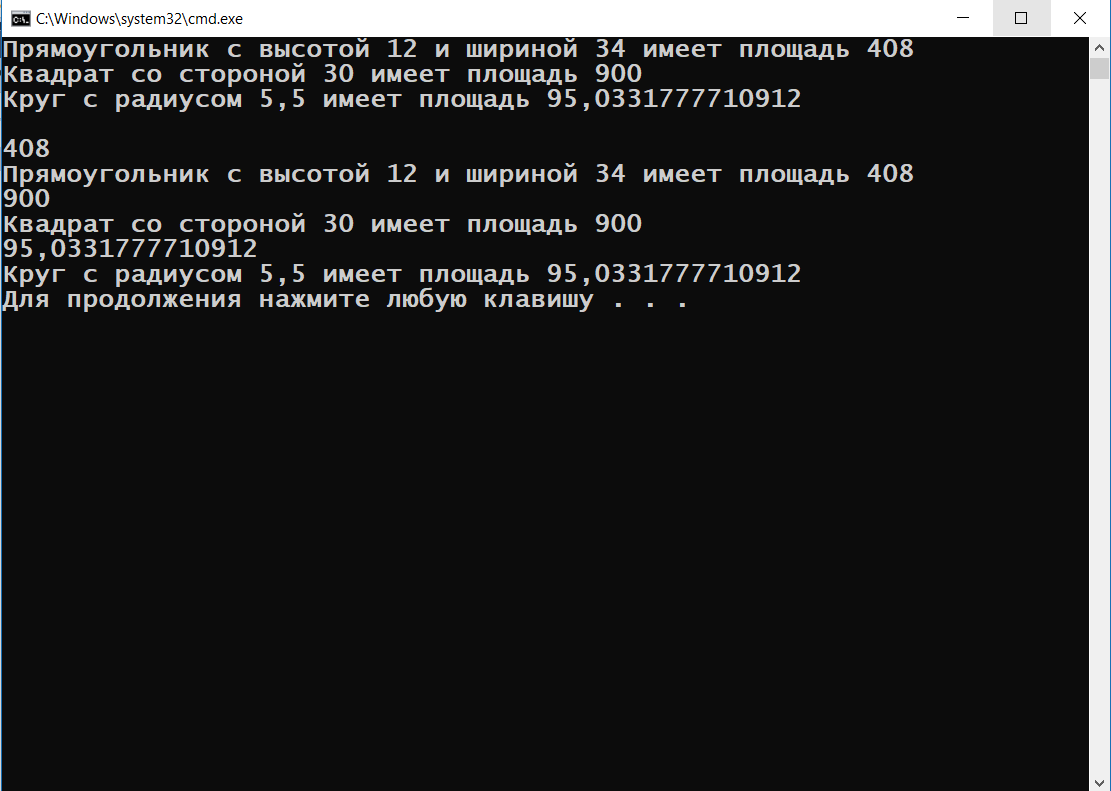 C:\Windows\system32\cmd.exe
Прямоугольник с высотой 12 и шириной 34 имеет площадь 408
Квадрат со стороной 30 имеет площадь 900
Круг с радиусом 5,5 имеет площадь 95,0331777710912
408
Прямоугольник с высотой 12 и шириной 34 имеет площадь 408
900
Квадрат со стороной 30 имеет площадь 900
95,0331777710912
Круг с радиусом 5,5 имеет площадь 95,0331777710912
Для продолжения нажмите любую клавишу . . .